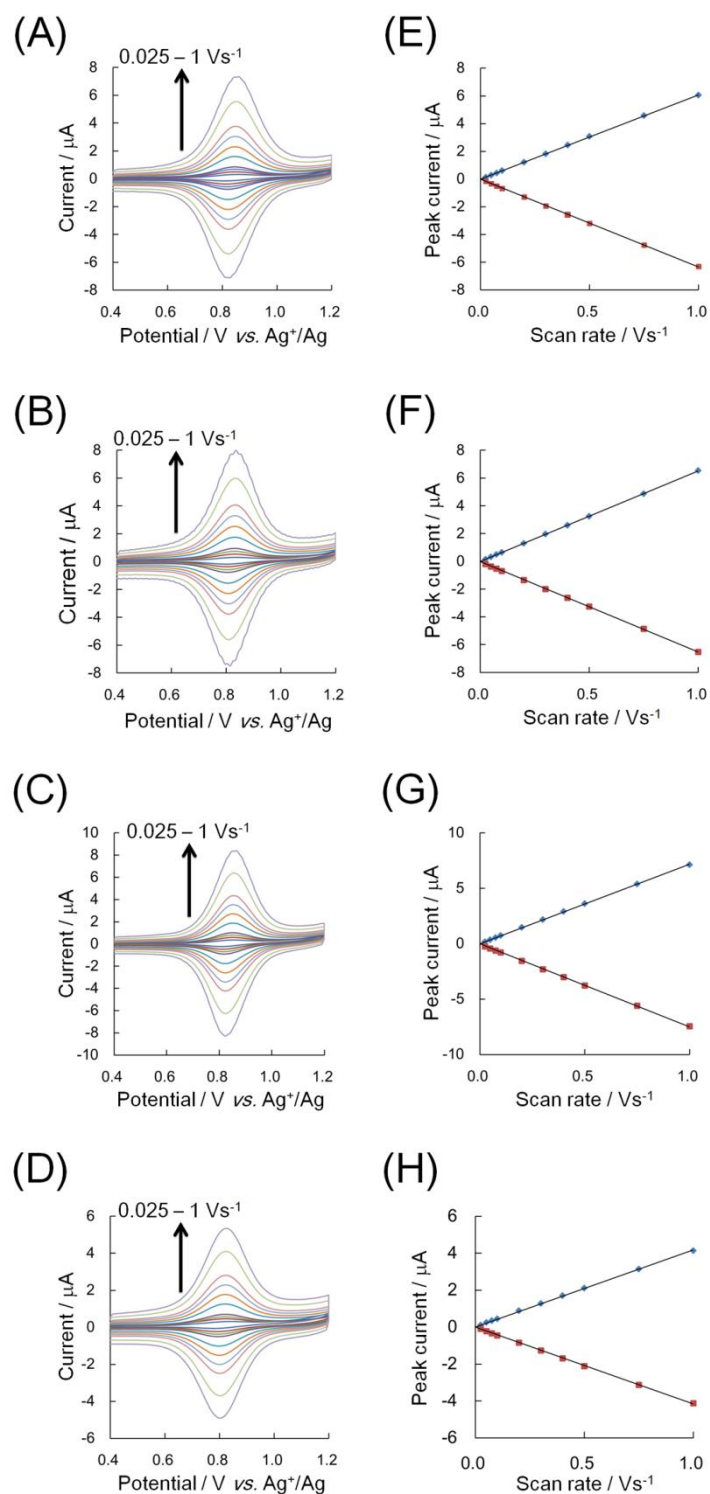 (A)
0.025 – 1 Vs⁻¹
8
6
4
2
0
-2
-4
-6
-8
Current / μA
0.4 0.6 0.8 1.0 1.2
Potential / V vs. Ag⁺/Ag
(E)
8
6
4
2
0
-2
-4
-6
-8
Peak current / μA
0.0 0.5 1.0
Scan rate / Vs⁻¹
(B)
0.025 – 1 Vs⁻¹
8
6
4
2
0
-2
-4
-6
-8
Current / μA
0.4 0.6 0.8 1.0 1.2
Potential / V vs. Ag⁺/Ag
(F)
8
6
4
2
0
-2
-4
-6
-8
Peak current / μA
0.0 0.5 1.0
Scan rate / Vs⁻¹
(C)
0.025 – 1 Vs⁻¹
10
8
6
4
2
0
-2
-4
-6
-8
-10
Current / μA
0.4 0.6 0.8 1.0 1.2
Potential / V vs. Ag⁺/Ag
(G)
10
5
0
-5
-10
Peak current / μA
0.0 0.5 1.0
Scan rate / Vs⁻¹
(D)
0.025 – 1 Vs⁻¹
6
4
2
0
-2
-4
-6
Current / μA
0.4 0.6 0.8 1.0 1.2
Potential / V vs. Ag⁺/Ag
(H)
6
4
2
0
-2
-4
-6
Peak current / μA
0.0 0.5 1.0
Scan rate / Vs⁻¹